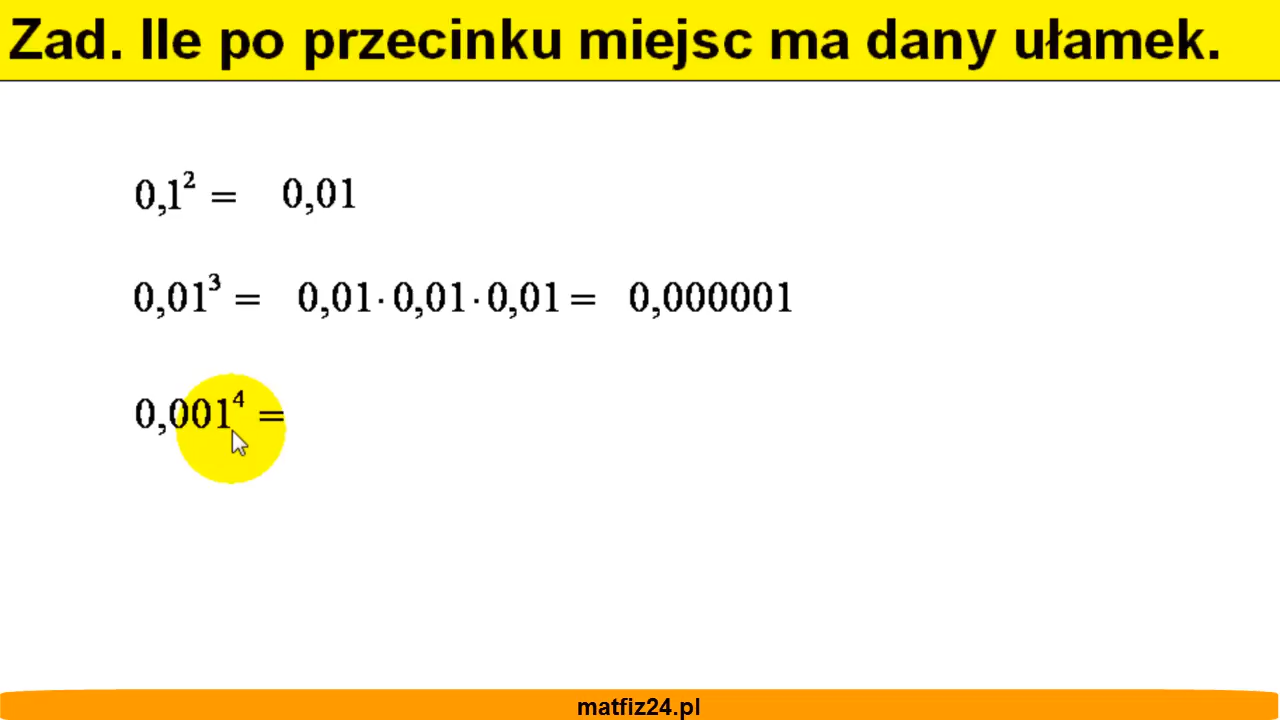 Zad. Ile po przecinku miejsc ma dany ułamek.
0,1² = 0,01
0,01³ = 0,01·0,01·0,01 = 0,000001
0,001⁴ =
matfiz24.pl